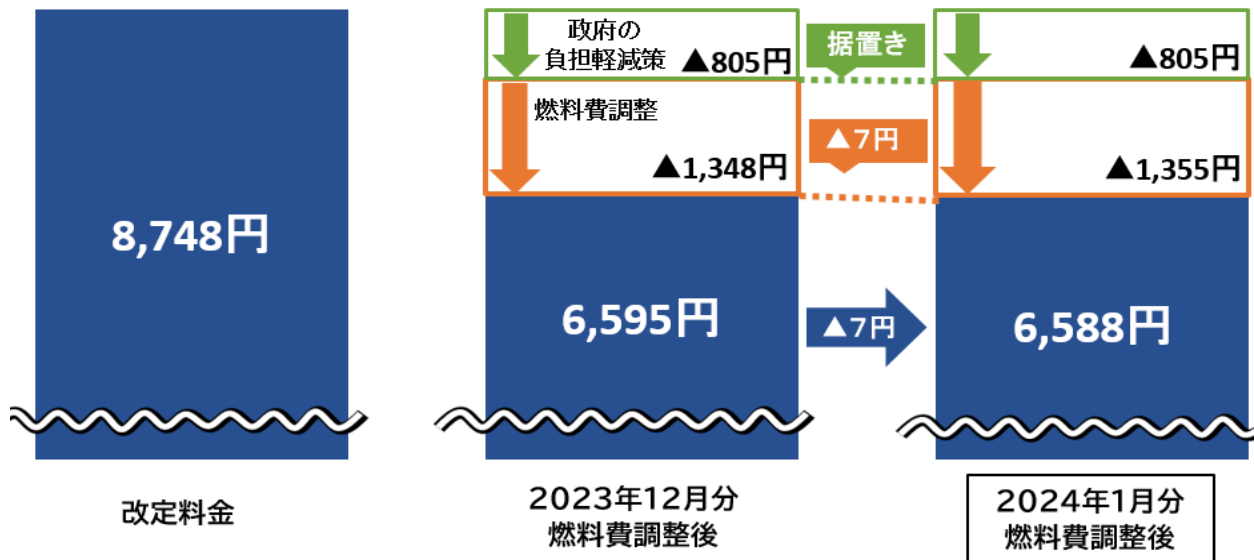 8,748円
改定料金
政府の
負担軽減策 ▲805円
燃料費調整
▲1,348円
6,595円
2023年12月分
燃料費調整後
据置き
▲7円
▲7円
▲805円
▲1,355円
6,588円
2024年1月分
燃料費調整後